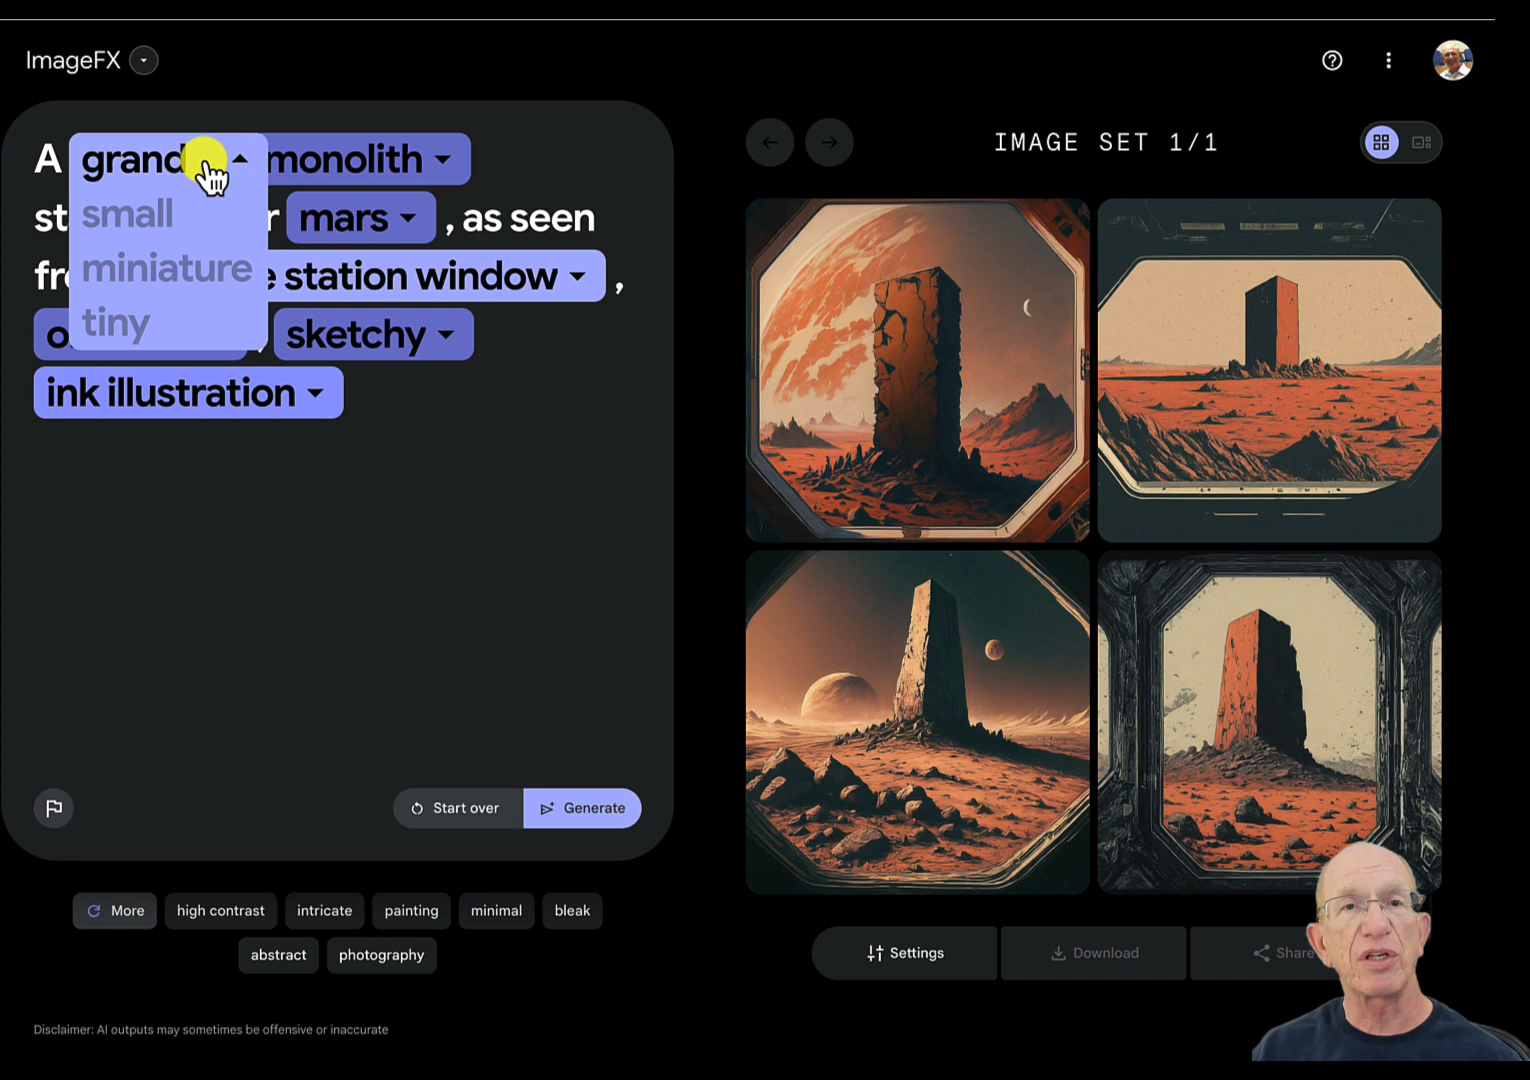 ImageFX
IMAGE SET 1/1
A grand monolith
small
st r mars , as seen
miniature
fr e station window ,
tiny
o , sketchy
ink illustration
Start over
Generate
More
high contrast
intricate
painting
minimal
bleak
abstract
photography
Settings
Download
Share
Disclaimer: AI outputs may sometimes be offensive or inaccurate